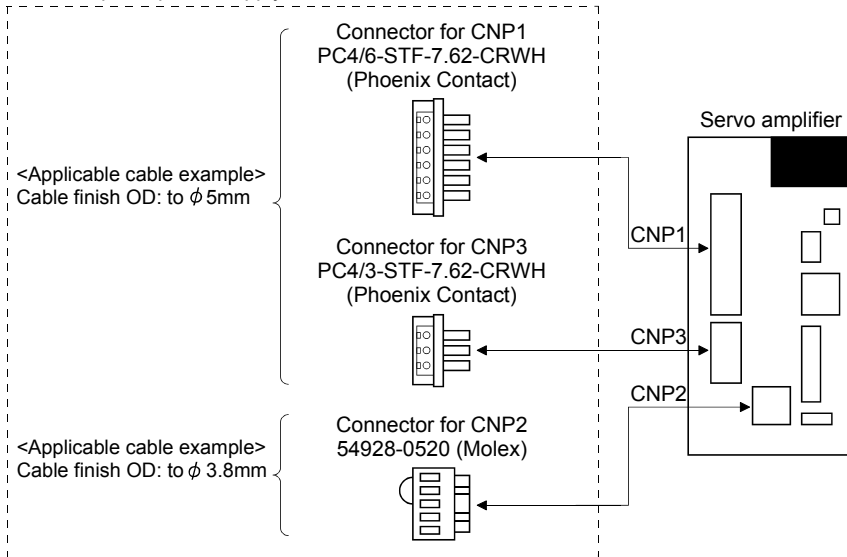 Connector for CNP1
PC4/6-STF-7.62-CRWH
(Phoenix Contact)
Servo amplifier
<Applicable cable example>
Cable finish OD: to φ5mm
CNP1
Connector for CNP3
PC4/3-STF-7.62-CRWH
(Phoenix Contact)
CNP3
CNP2
Connector for CNP2
54928-0520 (Molex)
<Applicable cable example>
Cable finish OD: to φ 3.8mm